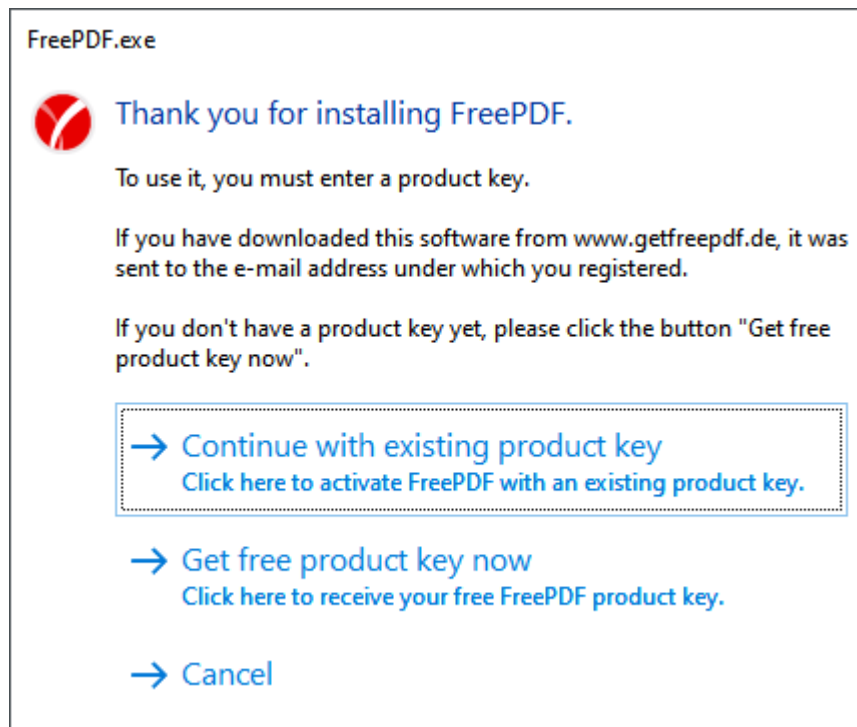 FreePDF.exe
Thank you for installing FreePDF.
To use it, you must enter a product key.
If you have downloaded this software from www.getfreepdf.de, it was
sent to the e-mail address under which you registered.
If you don't have a product key yet, please click the button "Get free
product key now".
Continue with existing product key
Click here to activate FreePDF with an existing product key.
Get free product key now
Click here to receive your free FreePDF product key.
Cancel